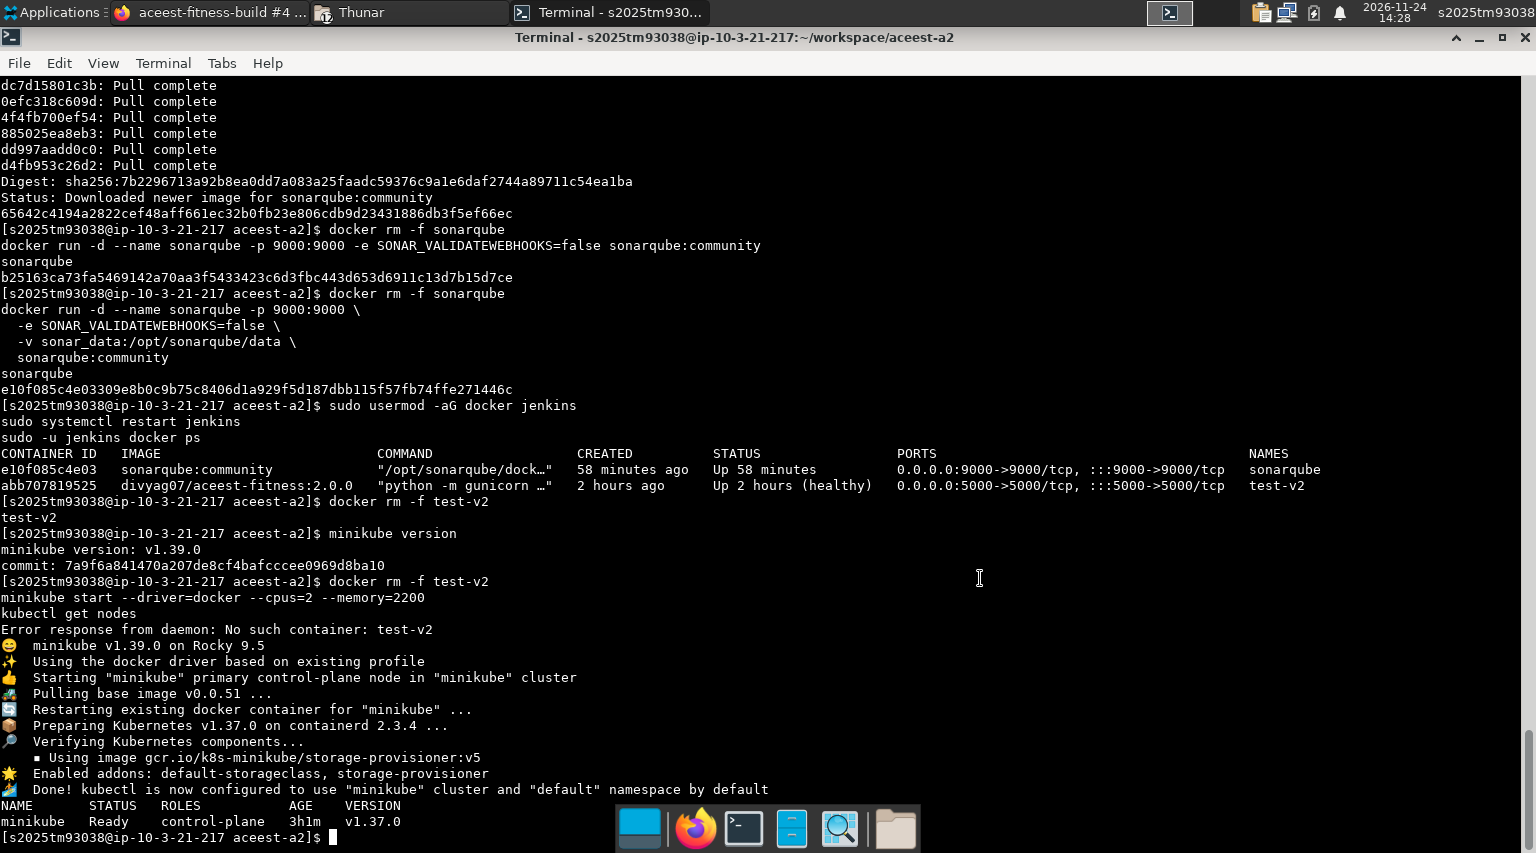 Applications
aceest-fitness-build #4 ...
Thunar
Terminal - s2025tm930...
2026-11-24
14:28
s2025tm93038
Terminal - s2025tm93038@ip-10-3-21-217:~/workspace/aceest-a2
File Edit View Terminal Tabs Help
dc7d15801c3b: Pull complete
0efc318c609d: Pull complete
4f4fb700ef54: Pull complete
885025ea8eb3: Pull complete
dd997aadd0c0: Pull complete
d4fb953c26d2: Pull complete
Digest: sha256:7b2296713a92b8ea0dd7a083a25faadc59376c9a1e6daf2744a89711c54ea1ba
Status: Downloaded newer image for sonarqube:community
65642c4194a2822cef48aff661ec32b0fb23e806cdb9d23431886db3f5ef66ec
[s2025tm93038@ip-10-3-21-217 aceest-a2]$ docker rm -f sonarqube
docker run -d --name sonarqube -p 9000:9000 -e SONAR_VALIDATEWEBHOOKS=false sonarqube:community
sonarqube
b25163ca73fa5469142a70aa3f5433423c6d3fbc443d653d6911c13d7b15d7ce
[s2025tm93038@ip-10-3-21-217 aceest-a2]$ docker rm -f sonarqube
docker run -d --name sonarqube -p 9000:9000 \
  -e SONAR_VALIDATEWEBHOOKS=false \
  -v sonar_data:/opt/sonarqube/data \
  sonarqube:community
sonarqube
e10f085c4e03309e8b0c9b75c8406d1a929f5d187dbb115f57fb74ffe271446c
[s2025tm93038@ip-10-3-21-217 aceest-a2]$ sudo usermod -aG docker jenkins
sudo systemctl restart jenkins
sudo -u jenkins docker ps
CONTAINER ID   IMAGE                         COMMAND                  CREATED          STATUS                 PORTS                                       NAMES
e10f085c4e03   sonarqube:community           "/opt/sonarqube/dock…"   58 minutes ago   Up 58 minutes          0.0.0.0:9000->9000/tcp, :::9000->9000/tcp   sonarqube
abb707819525   divyag07/aceest-fitness:2.0.0   "python -m gunicorn …"   2 hours ago      Up 2 hours (healthy)   0.0.0.0:5000->5000/tcp, :::5000->5000/tcp   test-v2
[s2025tm93038@ip-10-3-21-217 aceest-a2]$ docker rm -f test-v2
test-v2
[s2025tm93038@ip-10-3-21-217 aceest-a2]$ minikube version
minikube version: v1.39.0
commit: 7a9f6a841470a207de8cf4bafcccee0969d8ba10
[s2025tm93038@ip-10-3-21-217 aceest-a2]$ docker rm -f test-v2
minikube start --driver=docker --cpus=2 --memory=2200
kubectl get nodes
Error response from daemon: No such container: test-v2
😄  minikube v1.39.0 on Rocky 9.5
✨  Using the docker driver based on existing profile
👍  Starting "minikube" primary control-plane node in "minikube" cluster
🚜  Pulling base image v0.0.51 ...
🔄  Restarting existing docker container for "minikube" ...
📦  Preparing Kubernetes v1.37.0 on containerd 2.3.4 ...
🔎  Verifying Kubernetes components...
    ▪ Using image gcr.io/k8s-minikube/storage-provisioner:v5
🌟  Enabled addons: default-storageclass, storage-provisioner
🏄  Done! kubectl is now configured to use "minikube" cluster and "default" namespace by default
NAME       STATUS   ROLES           AGE    VERSION
minikube   Ready    control-plane   3h1m   v1.37.0
[s2025tm93038@ip-10-3-21-217 aceest-a2]$